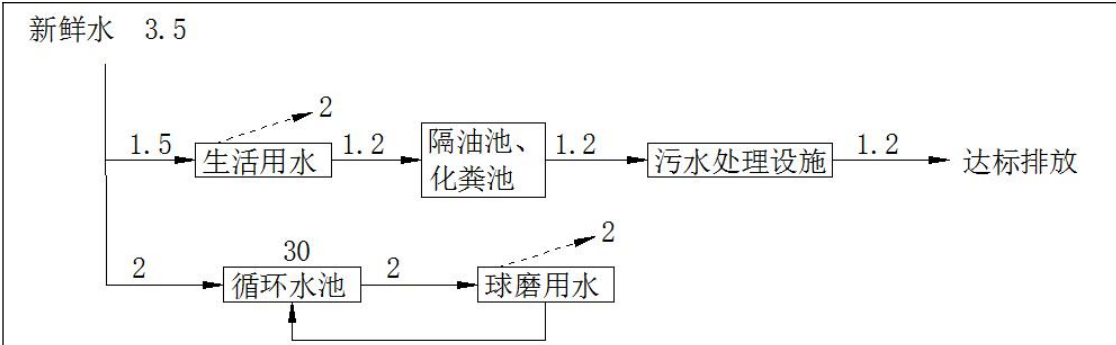 新鲜水 3.5
2
1.5
生活用水
1.2
隔油池、
化粪池
1.2
污水处理设施
1.2
达标排放
2
30
循环水池
2
2
球磨用水